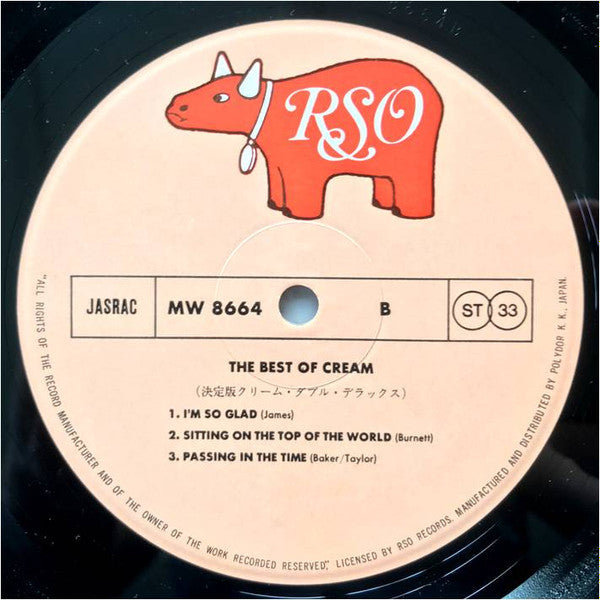 RSO
JASRAC
MW 8664
B
ST 33
THE BEST OF CREAM
(決定版クリーム・ダブル・デラックス)
1. I'M SO GLAD (James)
2. SITTING ON THE TOP OF THE WORLD (Burnett)
3. PASSING IN THE TIME (Baker/Taylor)
"ALL RIGHTS OF THE RECORD MANUFACTURER AND OF THE OWNER OF THE WORK RECORDED RESERVED", LICENSED BY RSO RECORDS. MANUFACTURED AND DISTRIBUTED BY POLYDOR K. K., JAPAN.